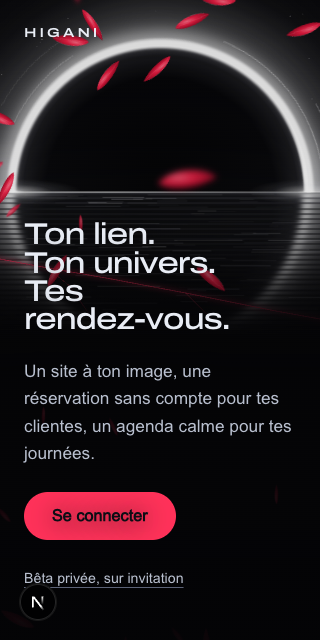 HIGANI
Ton lien.
Ton univers.
Tes
rendez-vous.
Un site à ton image, une
réservation sans compte pour tes
clientes, un agenda calme pour tes
journées.
Se connecter
Bêta privée, sur invitation
N